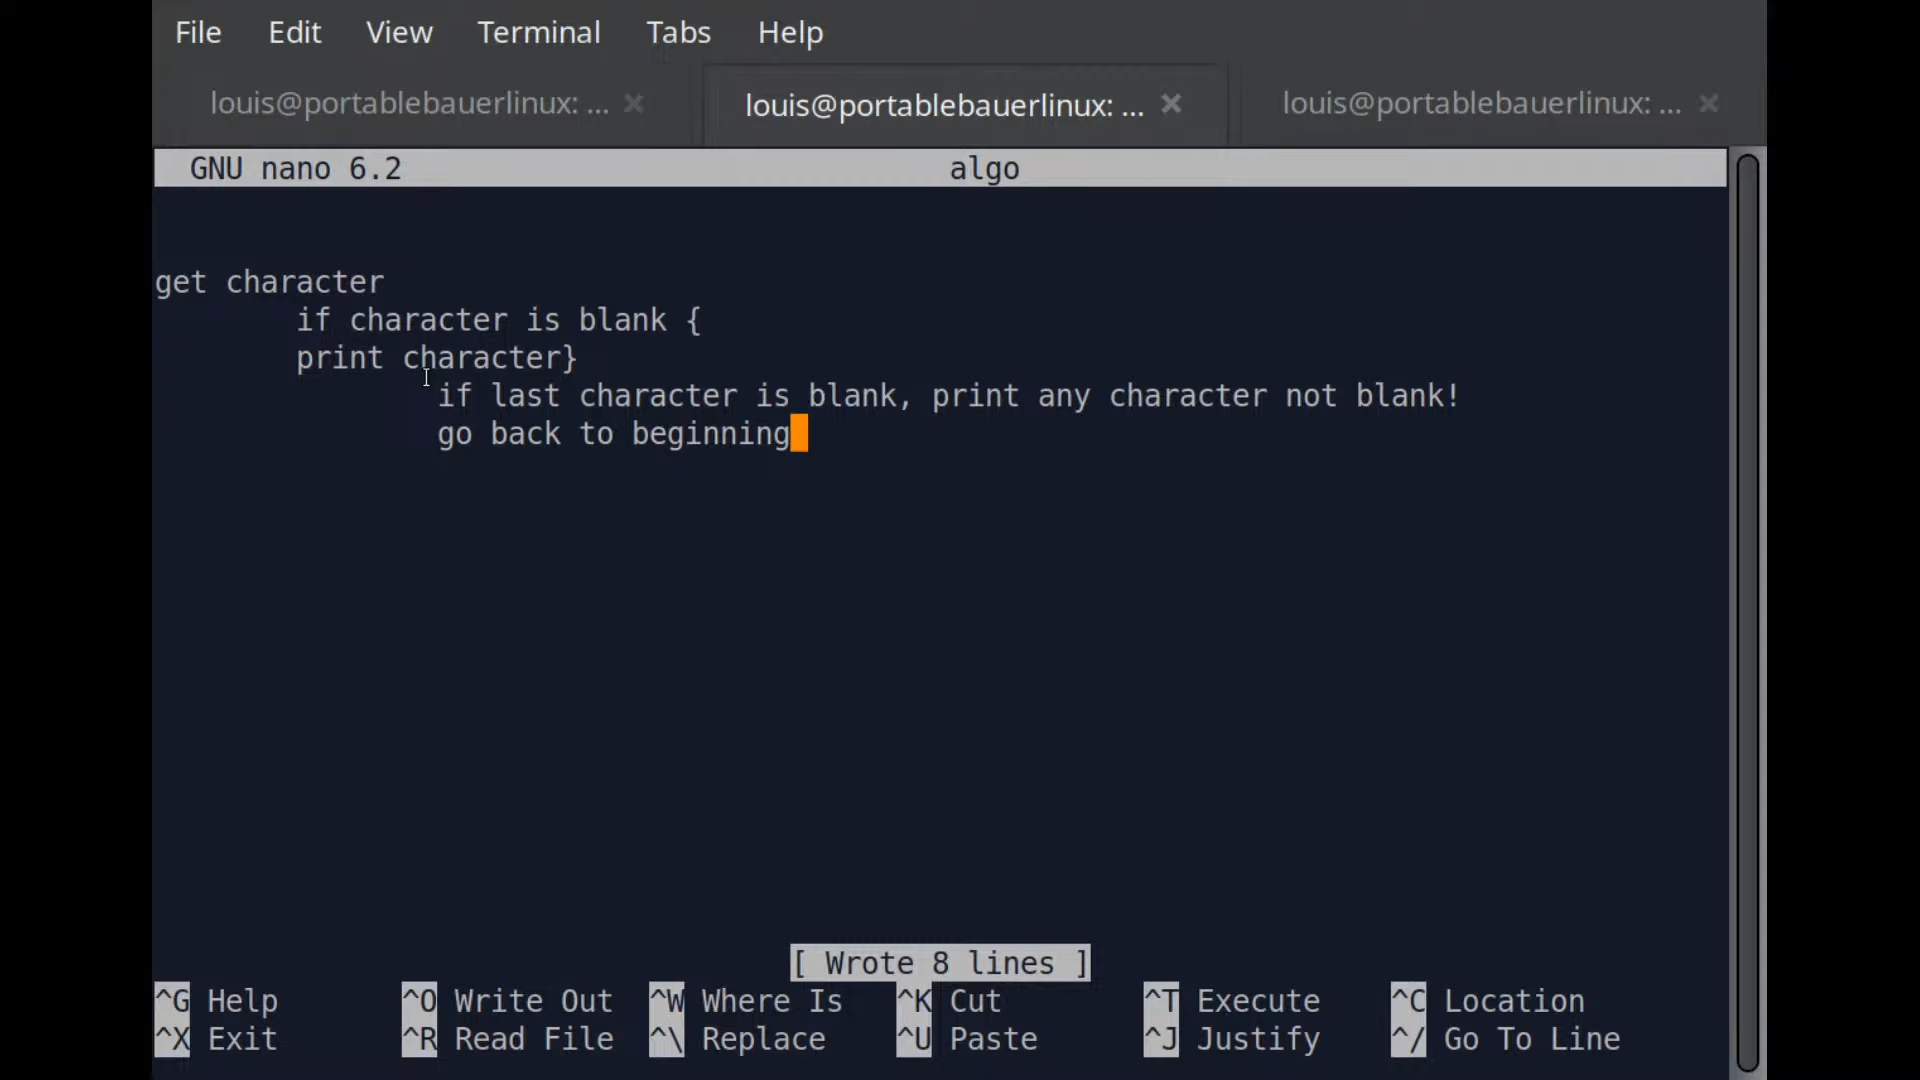 File Edit View Terminal Tabs Help
louis@portablebauerlinux: ... × louis@portablebauerlinux: ... × louis@portablebauerlinux: ... ×
GNU nano 6.2 algo
get character
if character is blank {
print character}
if last character is blank, print any character not blank!
go back to beginning
[ Wrote 8 lines ]
^G Help ^O Write Out ^W Where Is ^K Cut ^T Execute ^C Location
^X Exit ^R Read File ^\ Replace ^U Paste ^J Justify ^/ Go To Line